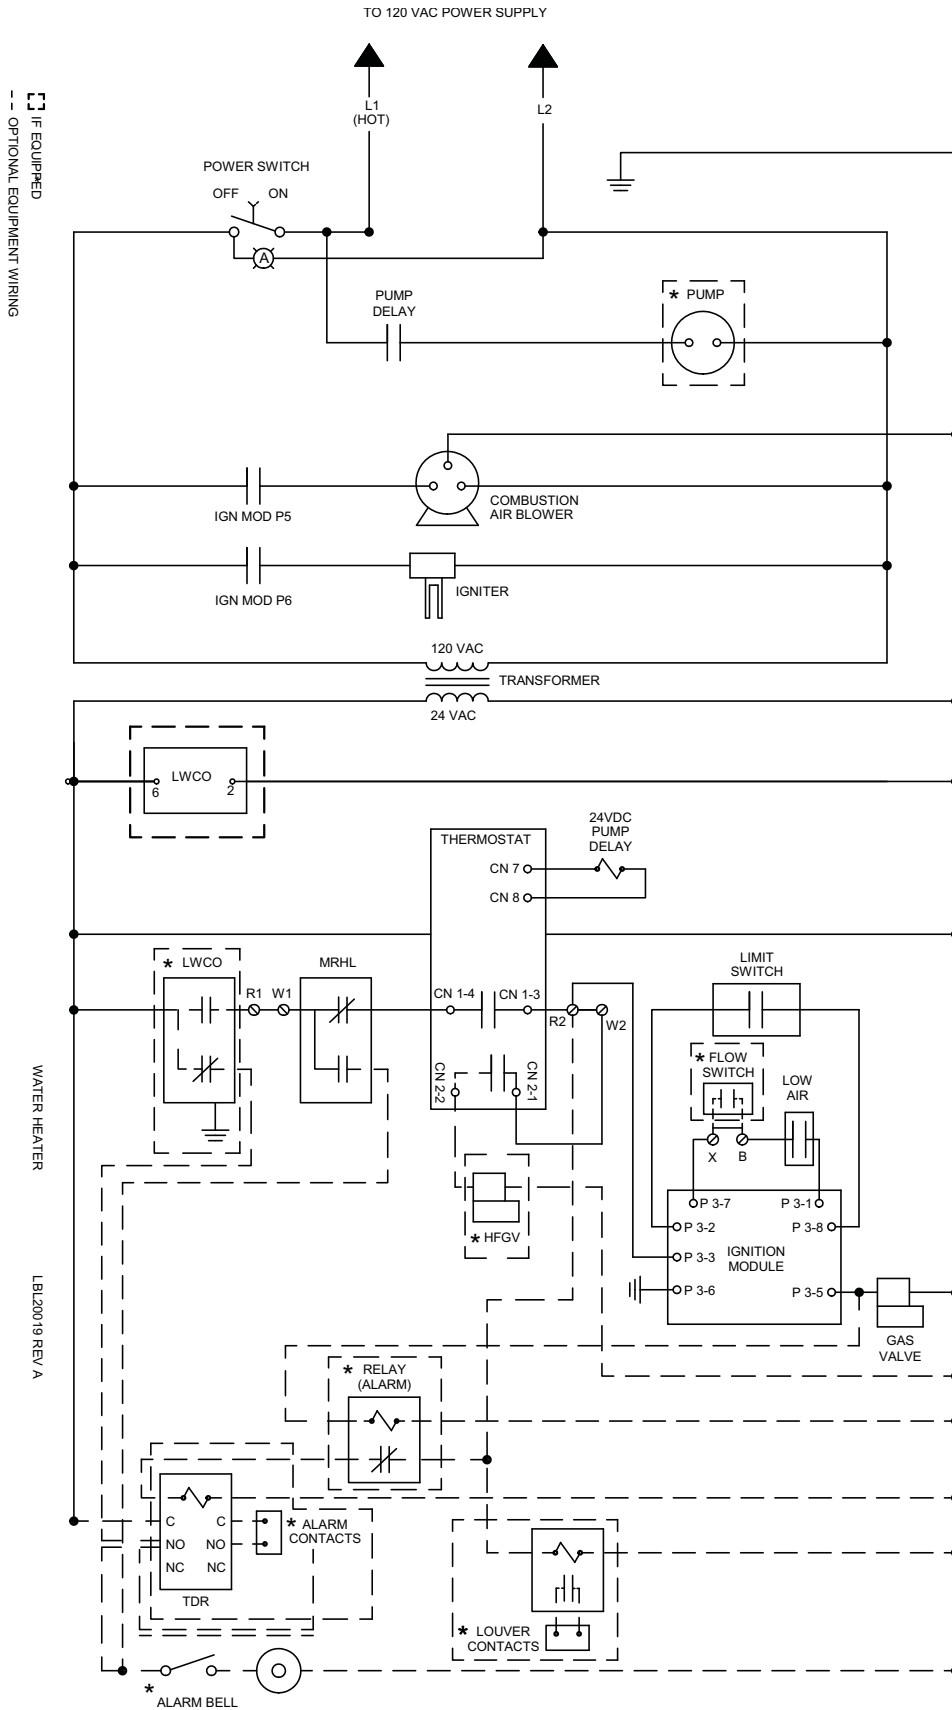 TO 120 VAC POWER SUPPLY
L1
(HOT)
L2
IF EQUIPPED
OPTIONAL EQUIPMENT WIRING
POWER SWITCH
OFF
ON
A
PUMP
DELAY
* PUMP
IGN MOD P5
COMBUSTION
AIR BLOWER
IGN MOD P6
IGNITER
120 VAC
TRANSFORMER
24 VAC
LWCO
6
2
THERMOSTAT
24VDC
PUMP
DELAY
CN 7
CN 8
* LWCO
R1
W1
MRHL
CN 1-4
CN 1-3
R2
W2
CN 2-2
CN 2-1
LIMIT
SWITCH
* FLOW
SWITCH
LOW
AIR
X
B
P 3-7
P 3-1
P 3-2
P 3-8
P 3-3
IGNITION
MODULE
P 3-6
P 3-5
GAS
VALVE
* HFGV
WATER HEATER
LBL20019 REV A
* RELAY
(ALARM)
C
C
NO
NO
NC
NC
TDR
* ALARM
CONTACTS
* LOUVER
CONTACTS
*
ALARM BELL